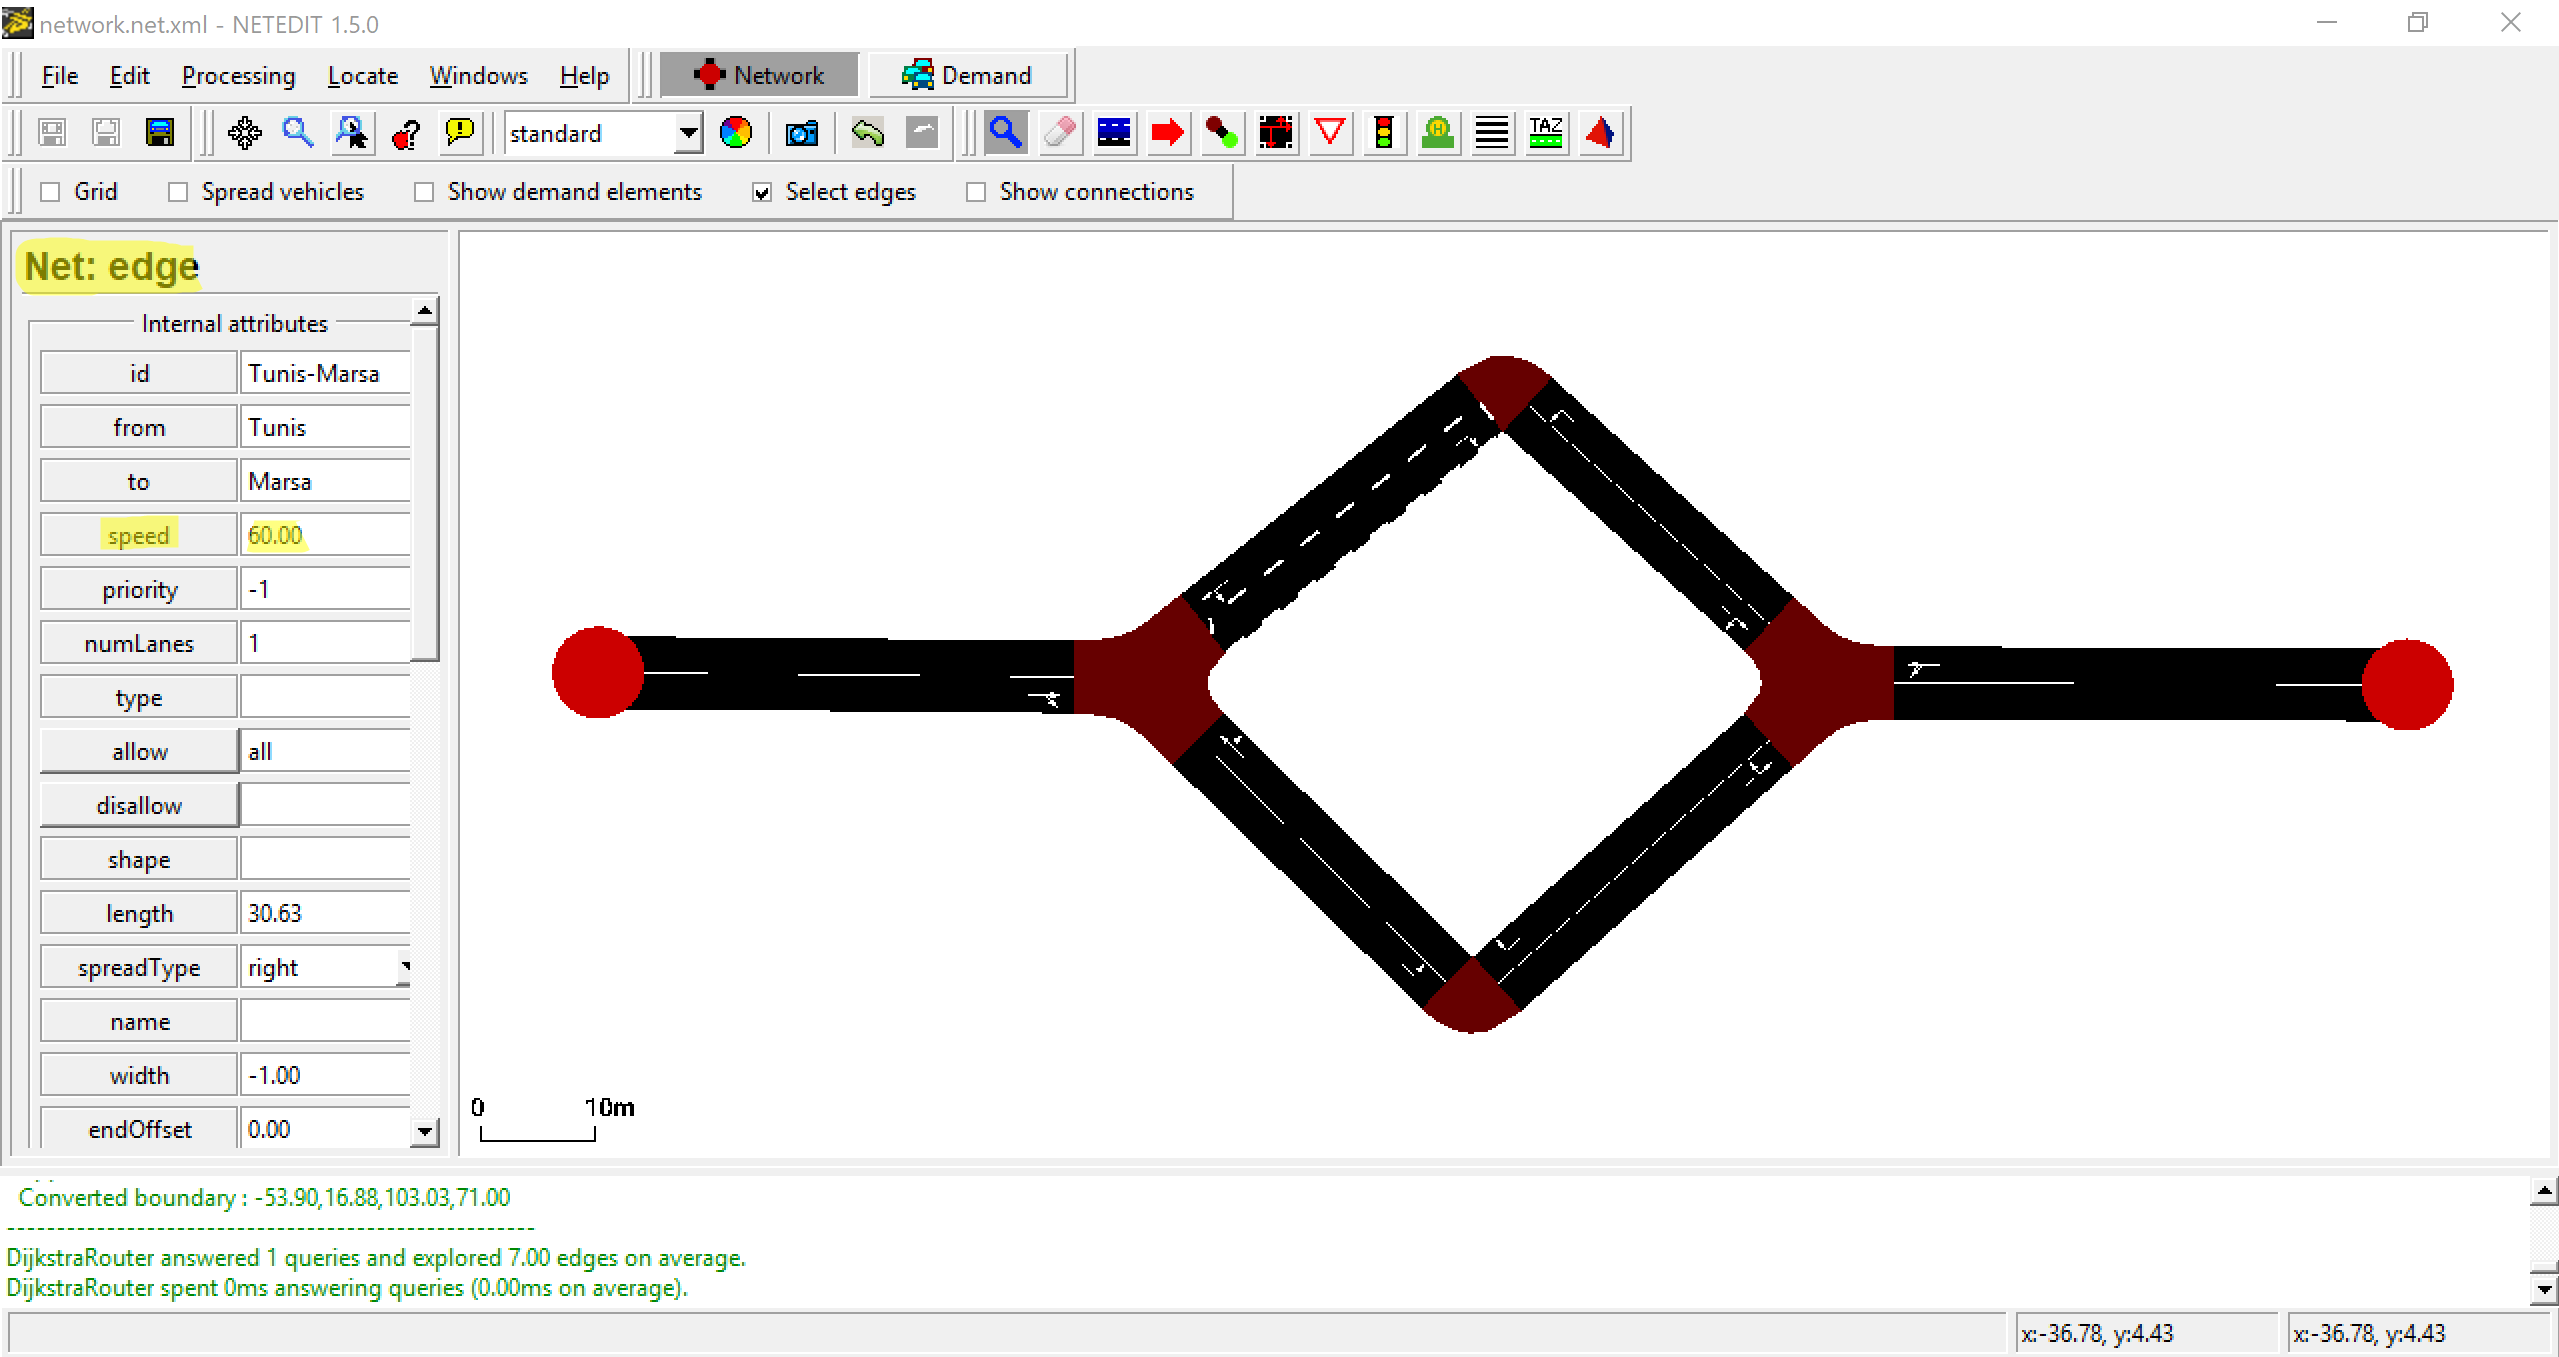 network.net.xml - NETEDIT 1.5.0
File Edit Processing Locate Windows Help Network Demand
standard H TAZ
Grid Spread vehicles Show demand elements Select edges Show connections
Net: edge
Internal attributes
id Tunis-Marsa
from Tunis
to Marsa
speed 60.00
priority -1
numLanes 1
type
allow all
disallow
shape
length 30.63
spreadType right
name
width -1.00
endOffset 0.00
0 10m
Converted boundary : -53.90,16.88,103.03,71.00
-----------------------------------------------------
DijkstraRouter answered 1 queries and explored 7.00 edges on average.
DijkstraRouter spent 0ms answering queries (0.00ms on average).
x:-36.78, y:4.43 x:-36.78, y:4.43